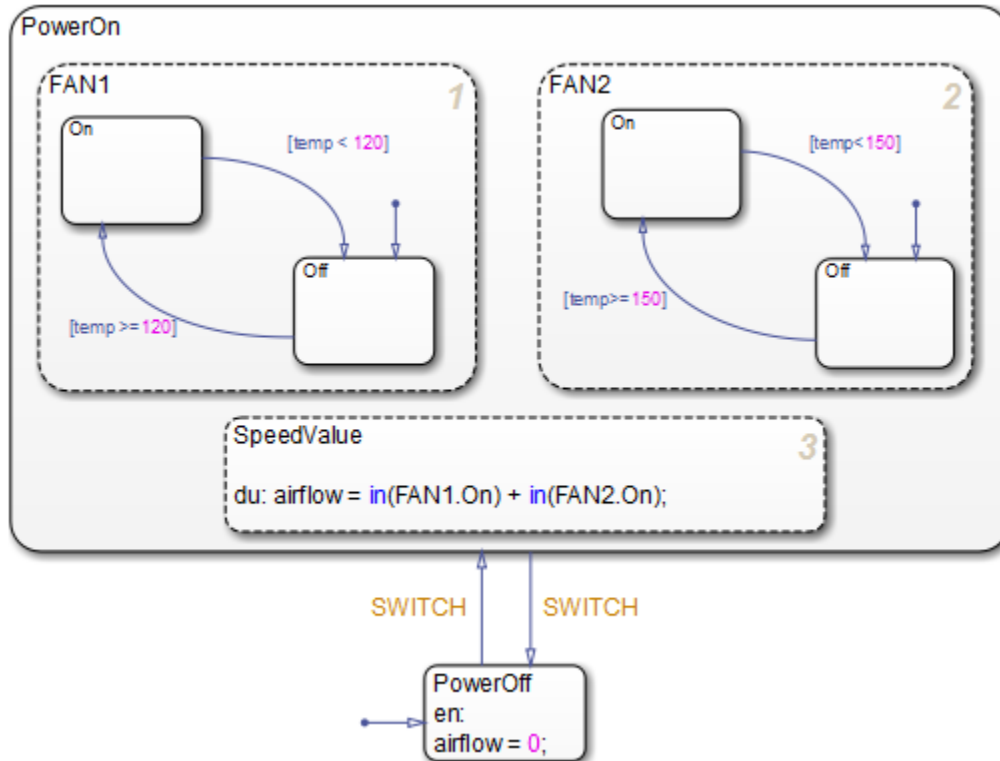 PowerOn
FAN1
1
On
[temp < 120]
Off
[temp >=120]
FAN2
2
On
[temp<150]
Off
[temp>=150]
SpeedValue
3
du: airflow = in(FAN1.On) + in(FAN2.On);
SWITCH
SWITCH
PowerOff
en:
airflow = 0;